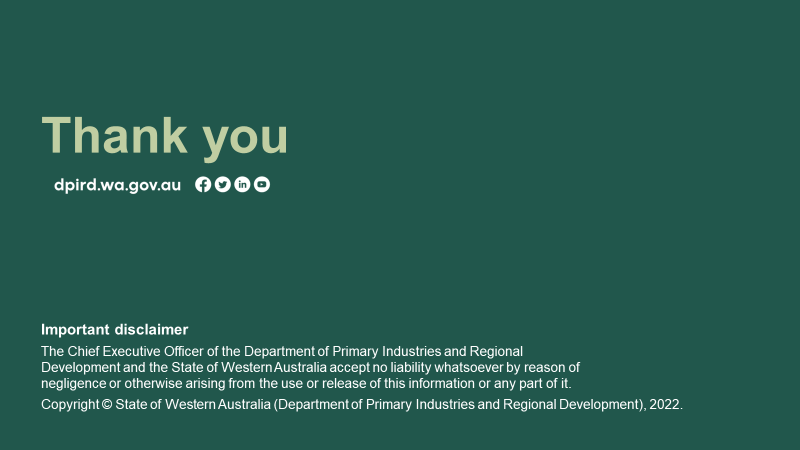 Thank you
dpird.wa.gov.au
Important disclaimer
The Chief Executive Officer of the Department of Primary Industries and Regional
Development and the State of Western Australia accept no liability whatsoever by reason of
negligence or otherwise arising from the use or release of this information or any part of it.
Copyright © State of Western Australia (Department of Primary Industries and Regional Development), 2022.